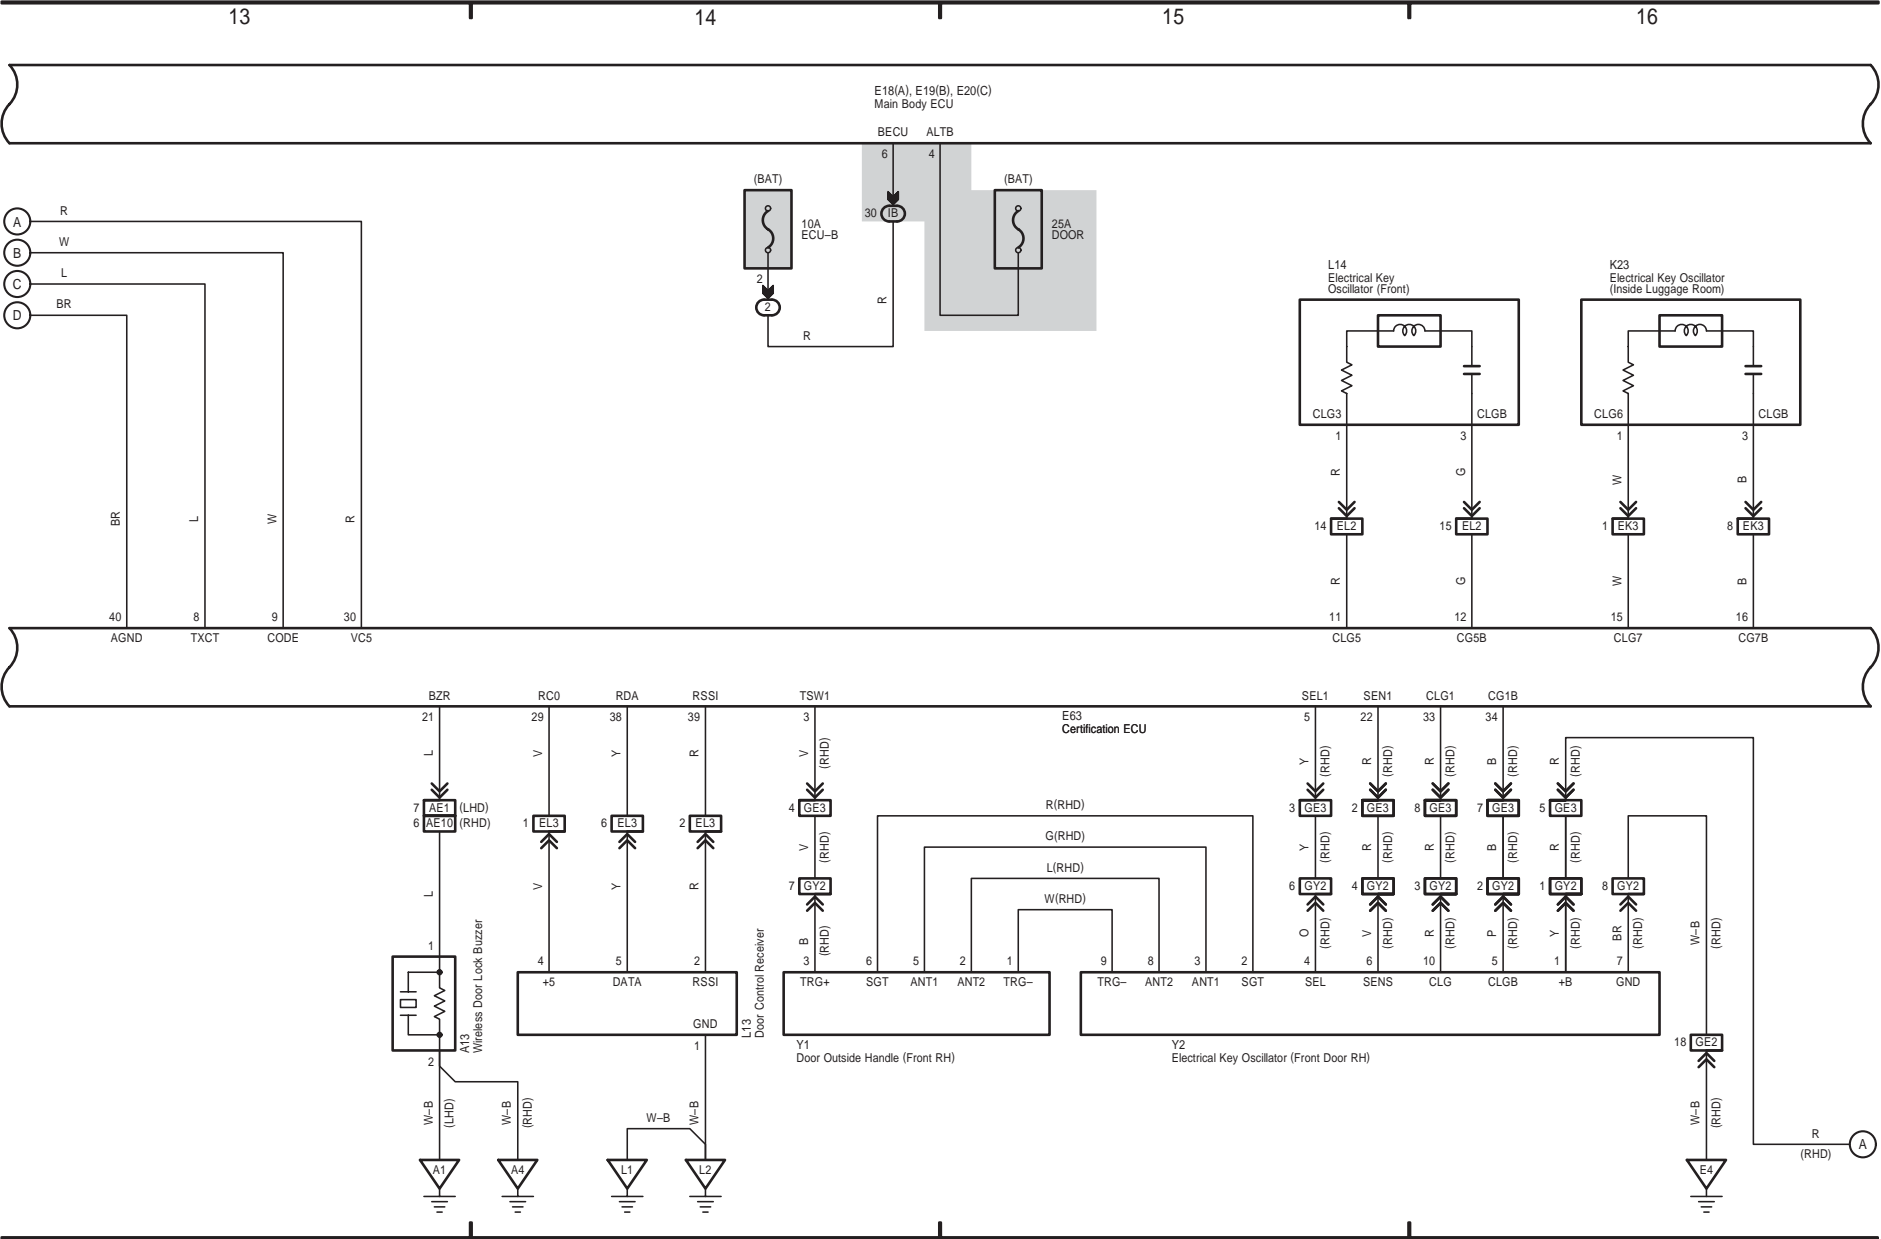 13 14 15 16
E18(A), E19(B), E20(C)
Main Body ECU
BECU ALTB
6 4
(BAT) (BAT)
30 IB
10A
ECU–B
25A
DOOR
2
2
R
R
A R
B W
C L
D BR
L14
Electrical Key
Oscillator (Front)
K23
Electrical Key Oscillator
(Inside Luggage Room)
CLG3 CLGB CLG6 CLGB
1 3 1 3
R G W B
14 EL2 15 EL2 1 EK3 8 EK3
BR L W R
R G W B
40 8 9 30 11 12 15 16
AGND TXCT CODE VC5 CLG5 CG5B CLG7 CG7B
BZR RC0 RDA RSSI TSW1 SEL1 SEN1 CLG1 CG1B
21 29 38 39 3 5 22 33 34
E63
Certification ECU
L V Y R V (RHD) Y (RHD) R (RHD) R (RHD) B (RHD) R (RHD)
7 AE1 (LHD)
6 AE10 (RHD)
1 EL3 6 EL3 2 EL3
4 GE3 3 GE3 2 GE3 8 GE3 7 GE3 5 GE3
R(RHD)
G(RHD)
L(RHD)
W(RHD)
V (RHD) Y (RHD) R (RHD) R (RHD) B (RHD) R (RHD)
7 GY2 6 GY2 4 GY2 3 GY2 2 GY2 1 GY2 8 GY2
L V Y R B (RHD) O (RHD) V (RHD) R (RHD) P (RHD) Y (RHD) BR (RHD) W–B (RHD)
1 4 5 2 3 6 5 2 1 9 8 3 2 4 6 10 5 1 7
+5 DATA RSSI TRG+ SGT ANT1 ANT2 TRG– TRG– ANT2 ANT1 SGT SEL SENS CLG CLGB +B GND
GND
A13
Wireless Door Lock Buzzer
L13
Door Control Receiver
Y1
Door Outside Handle (Front RH)
Y2
Electrical Key Oscillator (Front Door RH)
18 GE2
2 1
W–B (LHD) W–B (RHD) W–B W–B W–B (RHD)
R
(RHD)
A
A1 A4 L1 L2 E4